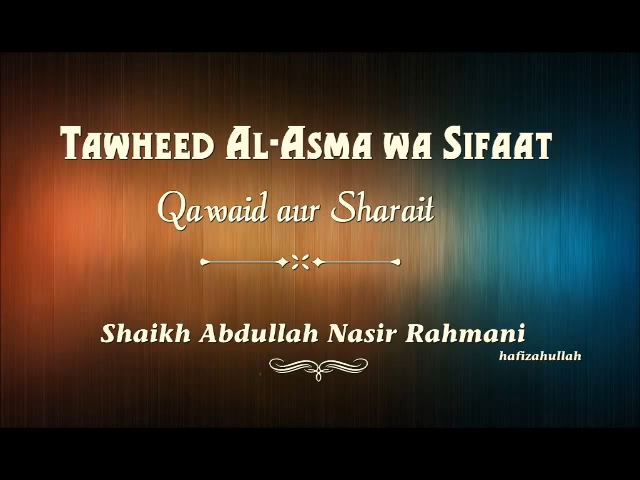 Tawheed Al-Asma wa Sifaat
Qawaid aur Sharait
Shaikh Abdullah Nasir Rahmani
hafizahullah